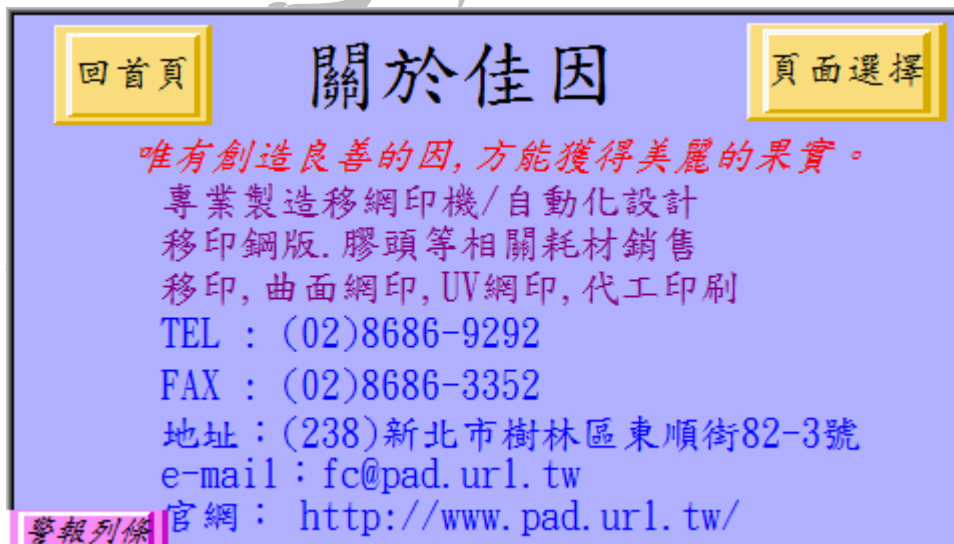 回首頁
關於佳因
頁面選擇
唯有創造良善的因,方能獲得美麗的果實。
專業製造移網印機/自動化設計
移印鋼版.膠頭等相關耗材銷售
移印,曲面網印,UV網印,代工印刷
TEL : (02)8686-9292
FAX : (02)8686-3352
地址：(238)新北市樹林區東順街82-3號
e-mail：fc@pad.url.tw
官網： http://www.pad.url.tw/
警報列條